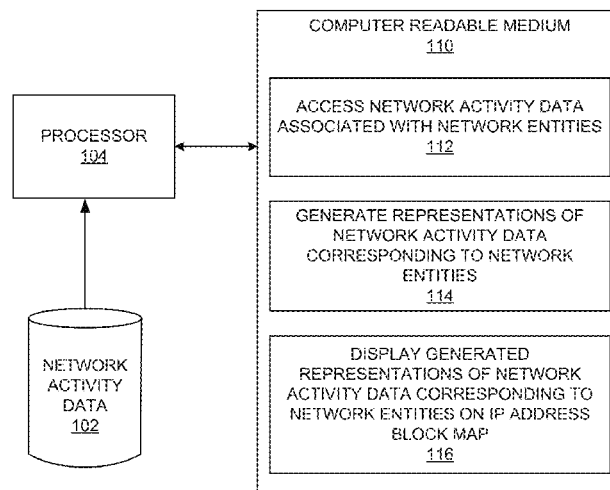 COMPUTER READABLE MEDIUM
110
PROCESSOR
104
ACCESS NETWORK ACTIVITY DATA
ASSOCIATED WITH NETWORK ENTITIES
112
GENERATE REPRESENTATIONS OF
NETWORK ACTIVITY DATA
CORRESPONDING TO NETWORK
ENTITIES
114
NETWORK
ACTIVITY
DATA
102
DISPLAY GENERATED
REPRESENTATIONS OF NETWORK
ACTIVITY DATA CORRESPONDING TO
NETWORK ENTITIES ON IP ADDRESS
BLOCK MAP
116